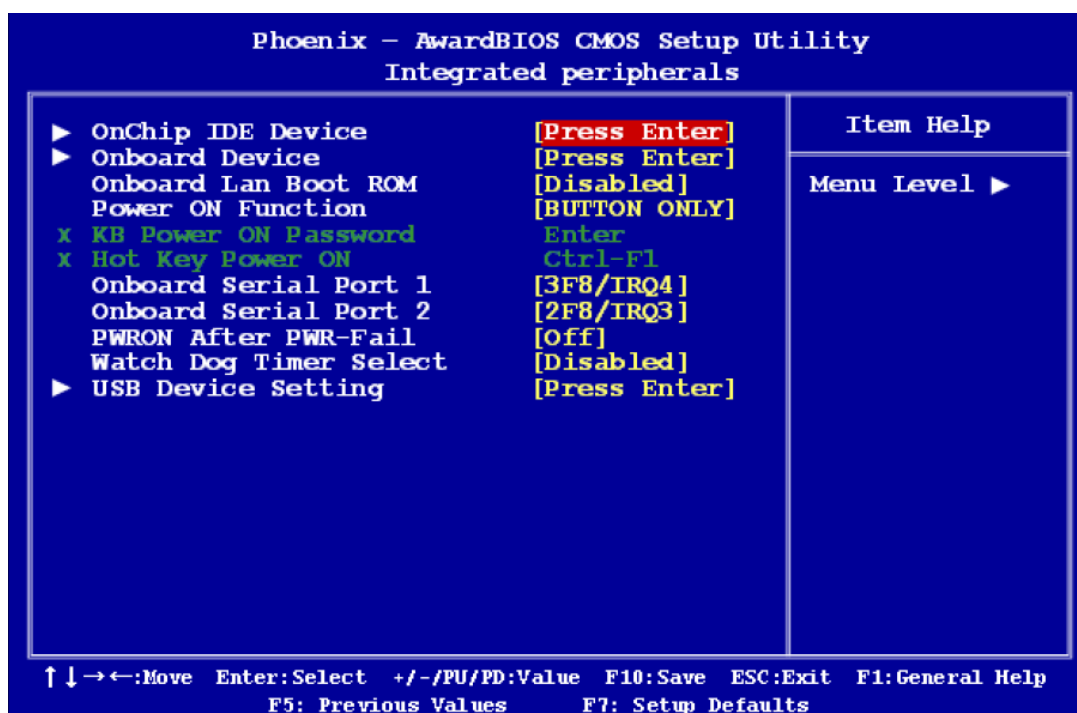 Phoenix – AwardBIOS CMOS Setup Utility
Integrated peripherals
► OnChip IDE Device [Press Enter]
► Onboard Device [Press Enter]
Onboard Lan Boot ROM [Disabled]
Power ON Function [BUTTON ONLY]
x KB Power ON Password Enter
x Hot Key Power ON Ctrl-F1
Onboard Serial Port 1 [3F8/IRQ4]
Onboard Serial Port 2 [2F8/IRQ3]
PWRON After PWR-Fail [Off]
Watch Dog Timer Select [Disabled]
► USB Device Setting [Press Enter]
Item Help
Menu Level ►
↑↓→←:Move Enter:Select +/-/PU/PD:Value F10:Save ESC:Exit F1:General Help
F5: Previous Values F7: Setup Defaults